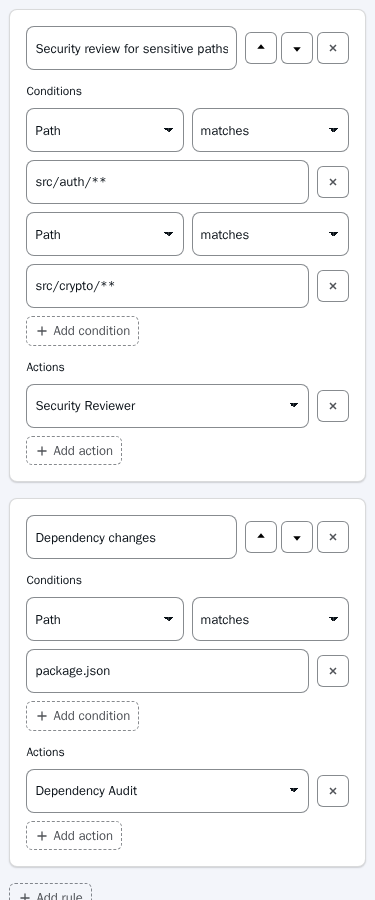 Security review for sensitive paths
Conditions
Path matches
src/auth/**
Path matches
src/crypto/**
+ Add condition
Actions
Security Reviewer
+ Add action
Dependency changes
Conditions
Path matches
package.json
+ Add condition
Actions
Dependency Audit
+ Add action
+ Add rule